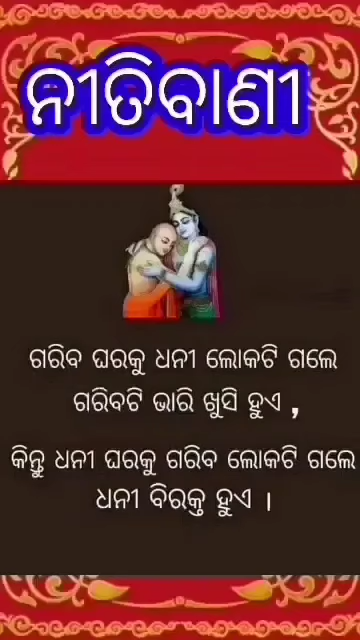 ନୀତିବାଣୀ
ଗରିବ ଘରକୁ ଧନୀ ଲୋକଟି ଗଲେ
ଗରିବଟି ଭାରି ଖୁସି ହୁଏ ,
କିନ୍ତୁ ଧନୀ ଘରକୁ ଗରିବ ଲୋକଟି ଗଲେ
ଧନୀ ବିରକ୍ତ ହୁଏ ।